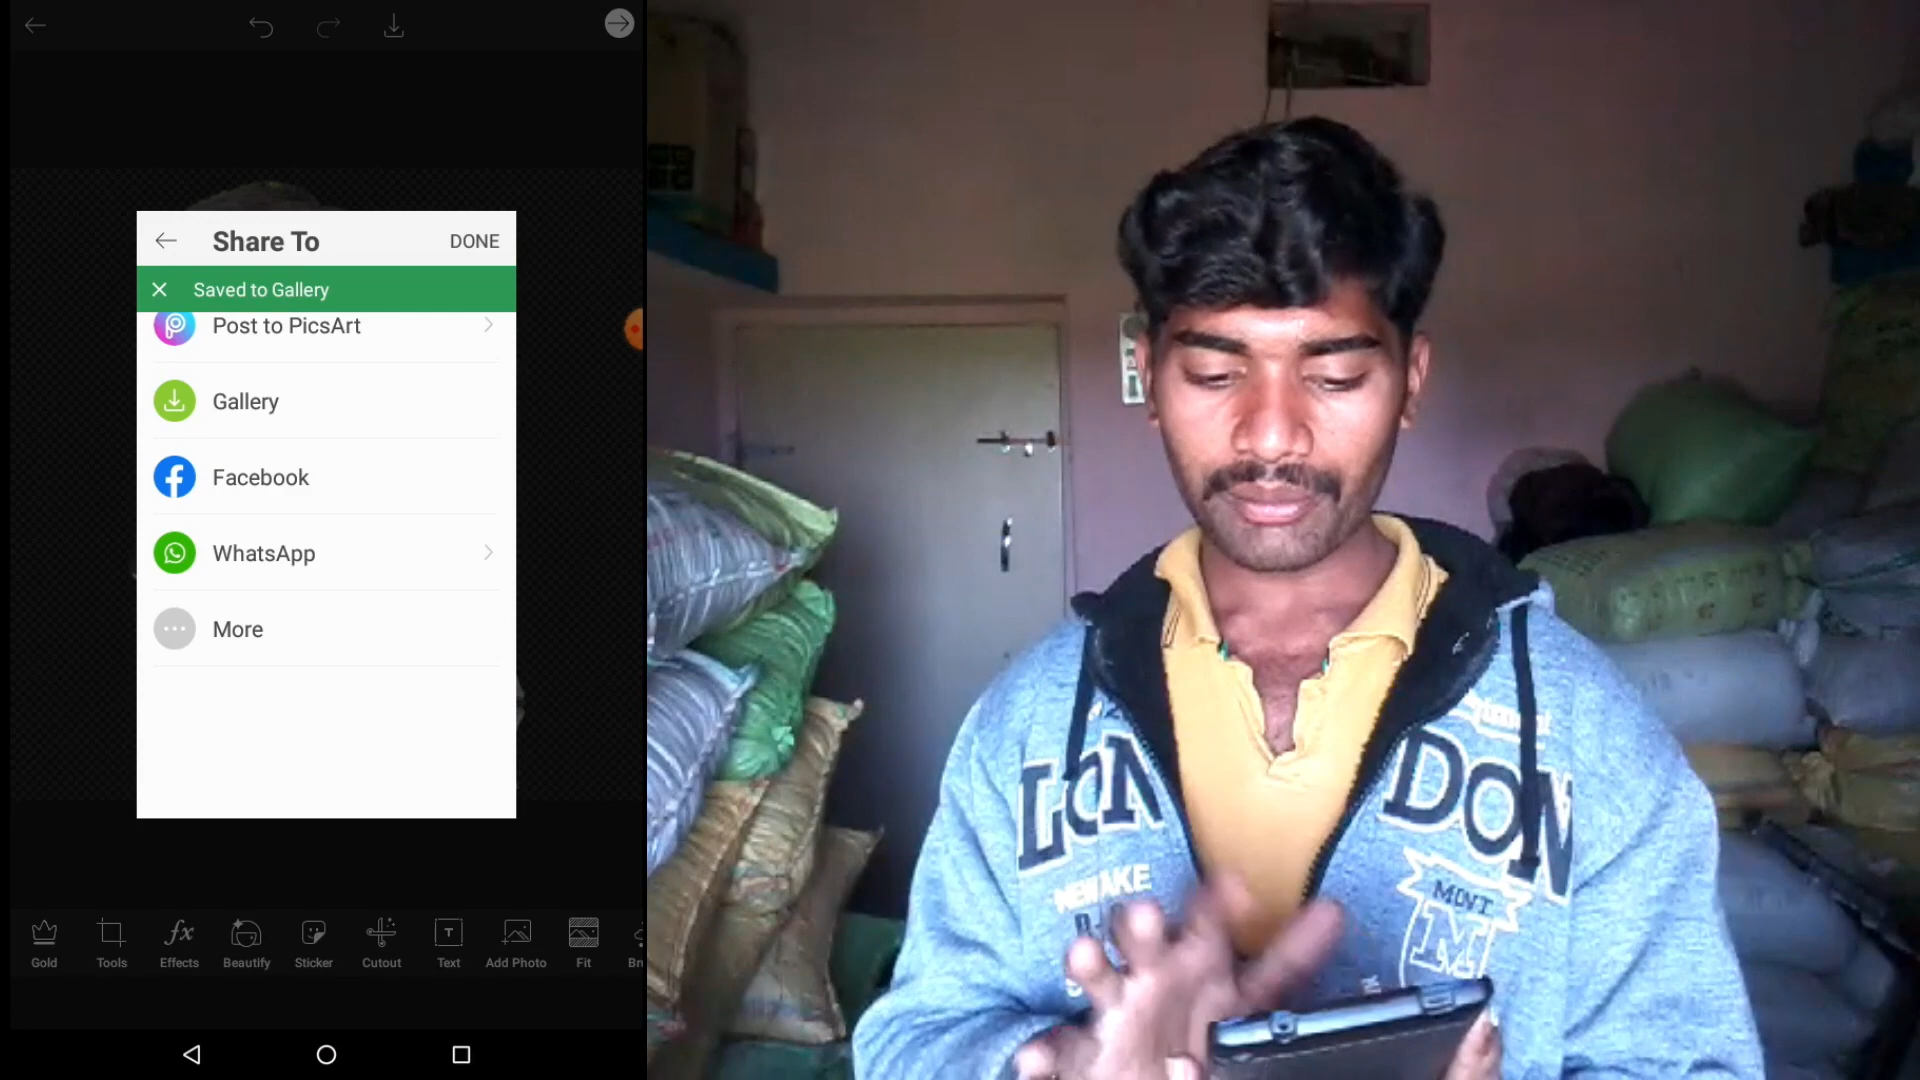 Share To DONE
Saved to Gallery
Post to PicsArt
Gallery
Facebook
WhatsApp
More
Gold Tools Effects Beautify Sticker Cutout Text Add Photo Fit
LON DON
MOVT
M